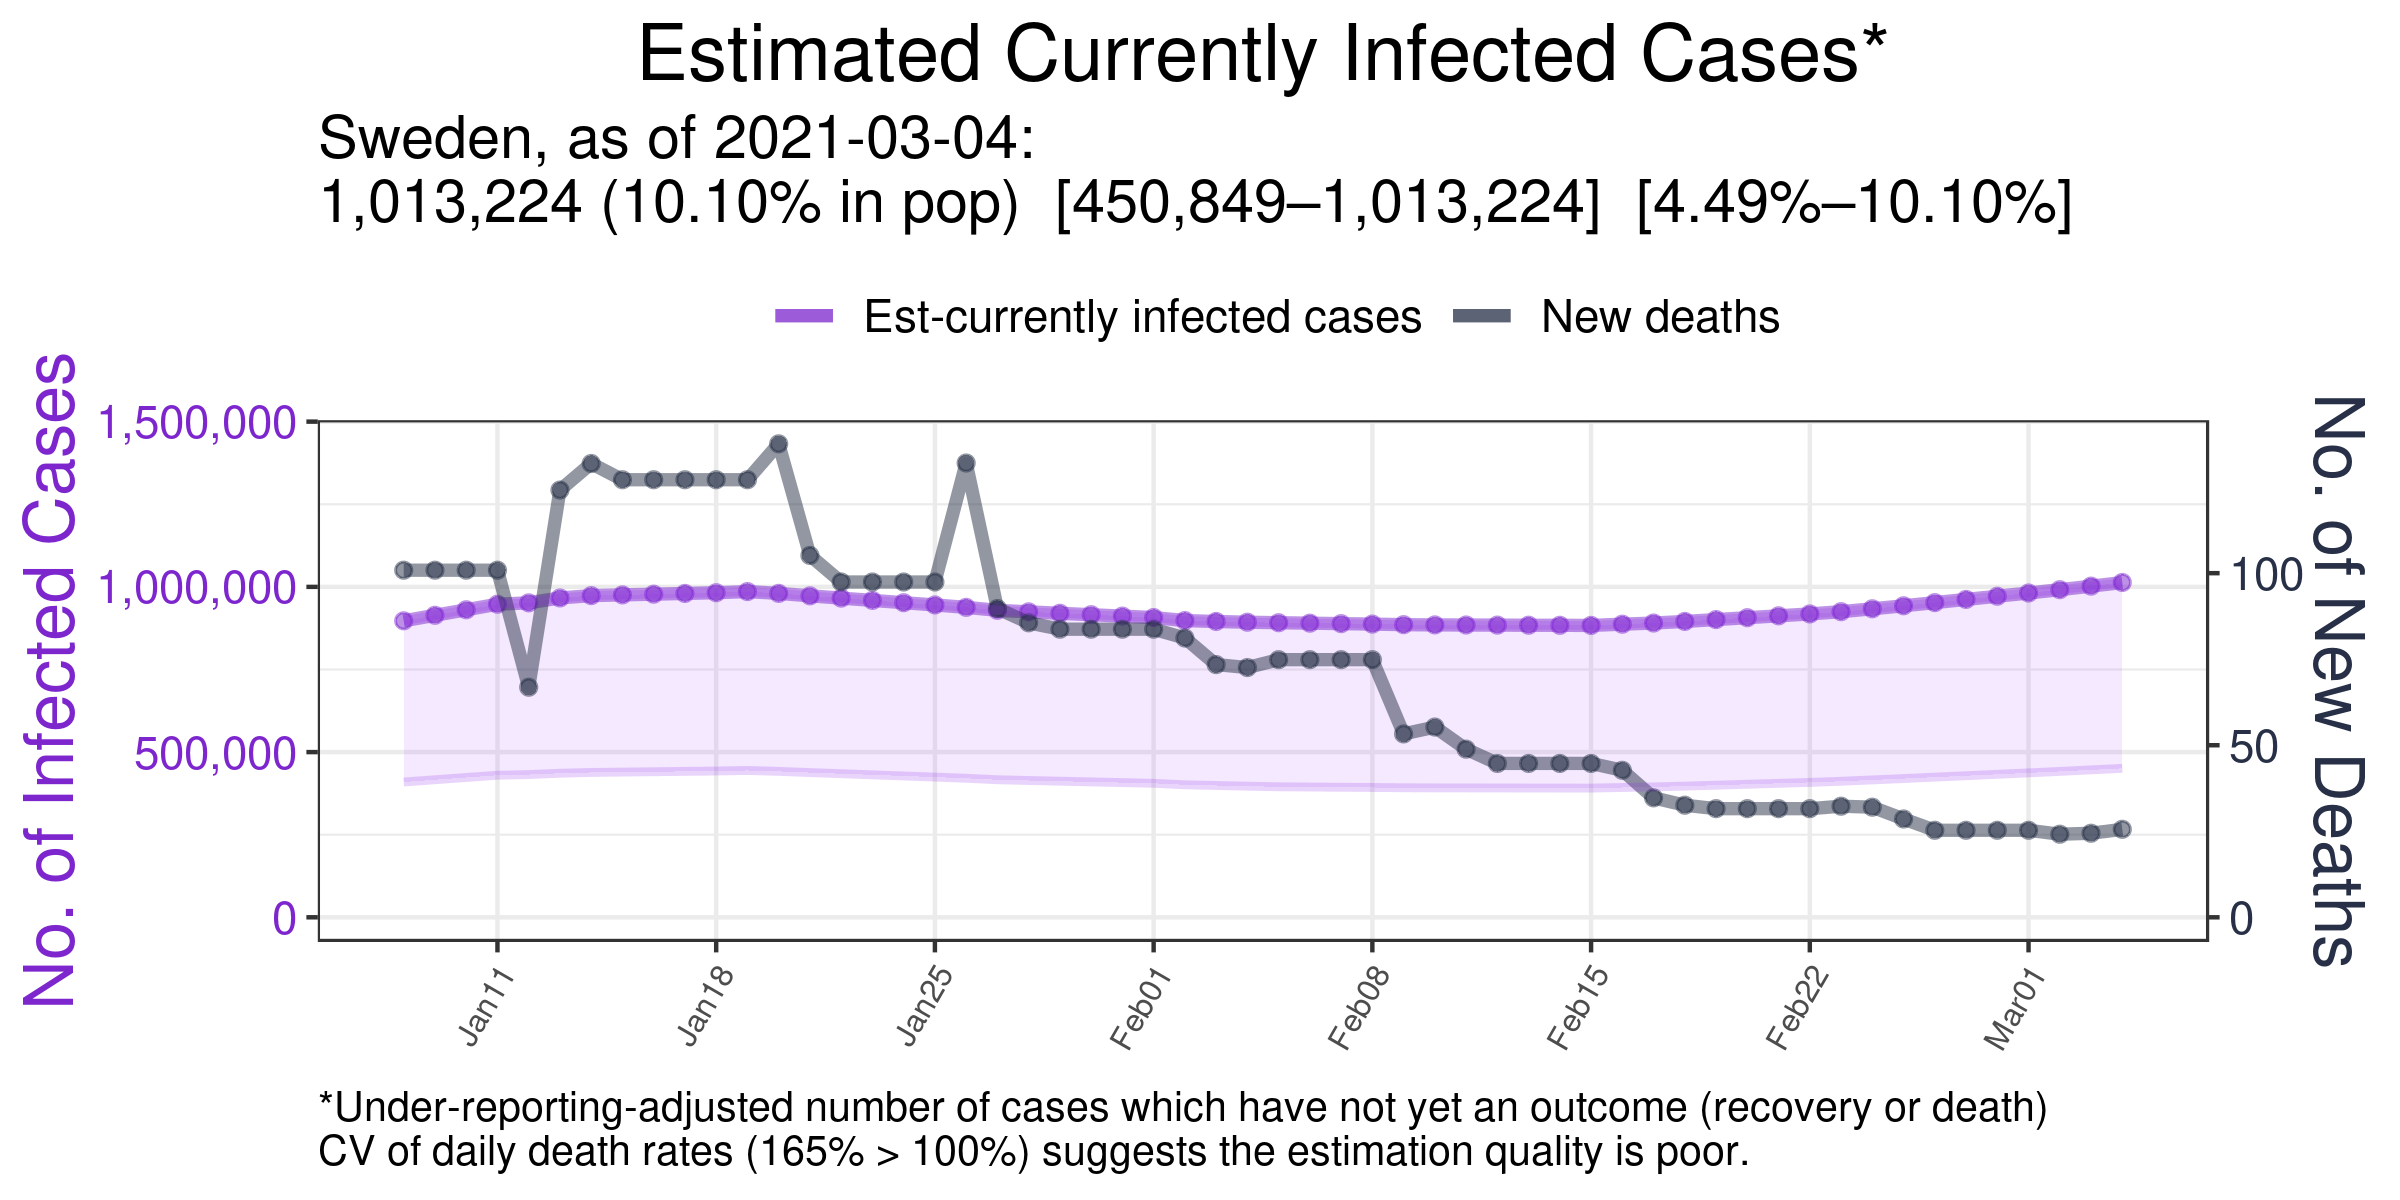 Estimated Currently Infected Cases*
Sweden, as of 2021-03-04:
1,013,224 (10.10% in pop)  [450,849–1,013,224]  [4.49%–10.10%]
Est-currently infected cases
New deaths
No. of Infected Cases
1,500,000
1,000,000
500,000
0
100
50
0
No. of New Deaths
Jan11
Jan18
Jan25
Feb01
Feb08
Feb15
Feb22
Mar01
*Under-reporting-adjusted number of cases which have not yet an outcome (recovery or death)
CV of daily death rates (165% > 100%) suggests the estimation quality is poor.